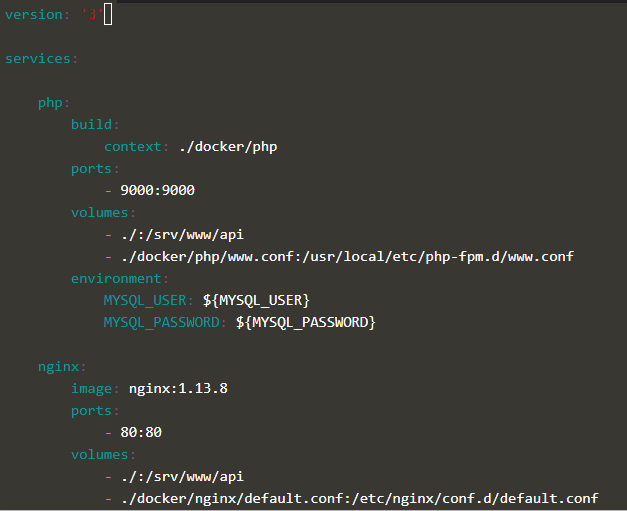 version: '3'
services:
php:
build:
context: ./docker/php
ports:
- 9000:9000
volumes:
- ./:/srv/www/api
- ./docker/php/www.conf:/usr/local/etc/php-fpm.d/www.conf
environment:
MYSQL_USER: ${MYSQL_USER}
MYSQL_PASSWORD: ${MYSQL_PASSWORD}
nginx:
image: nginx:1.13.8
ports:
- 80:80
volumes:
- ./:/srv/www/api
- ./docker/nginx/default.conf:/etc/nginx/conf.d/default.conf